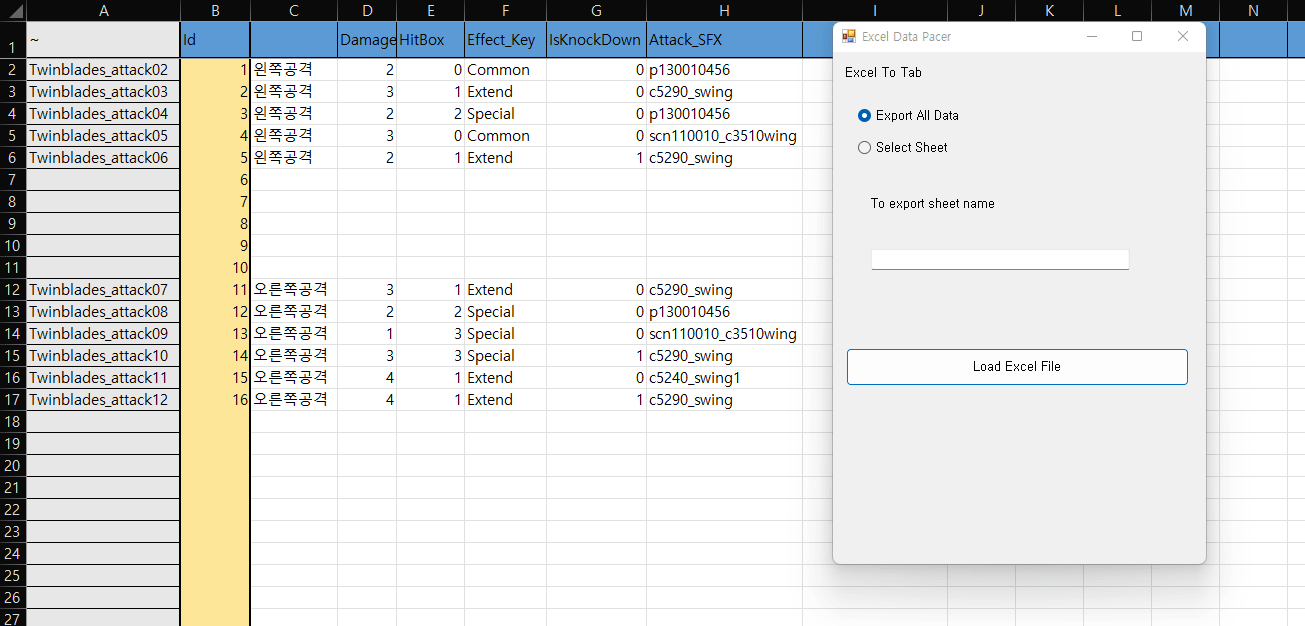 A B C D E F G H I J K L M N
1 ~ Id Damage HitBox Effect_Key IsKnockDown Attack_SFX
2 Twinblades_attack02 1 왼쪽공격 2 0 Common 0 p130010456
3 Twinblades_attack03 2 왼쪽공격 3 1 Extend 0 c5290_swing
4 Twinblades_attack04 3 왼쪽공격 2 2 Special 0 p130010456
5 Twinblades_attack05 4 왼쪽공격 3 0 Common 0 scn110010_c3510wing
6 Twinblades_attack06 5 왼쪽공격 2 1 Extend 1 c5290_swing
7 6
8 7
9 8
10 9
11 10
12 Twinblades_attack07 11 오른쪽공격 3 1 Extend 0 c5290_swing
13 Twinblades_attack08 12 오른쪽공격 2 2 Special 0 p130010456
14 Twinblades_attack09 13 오른쪽공격 1 3 Special 0 scn110010_c3510wing
15 Twinblades_attack10 14 오른쪽공격 3 3 Special 1 c5290_swing
16 Twinblades_attack11 15 오른쪽공격 4 1 Extend 0 c5240_swing1
17 Twinblades_attack12 16 오른쪽공격 4 1 Extend 1 c5290_swing
18
19
20
21
22
23
24
25
26
27
Excel Data Pacer
Excel To Tab
Export All Data
Select Sheet
To export sheet name
Load Excel File